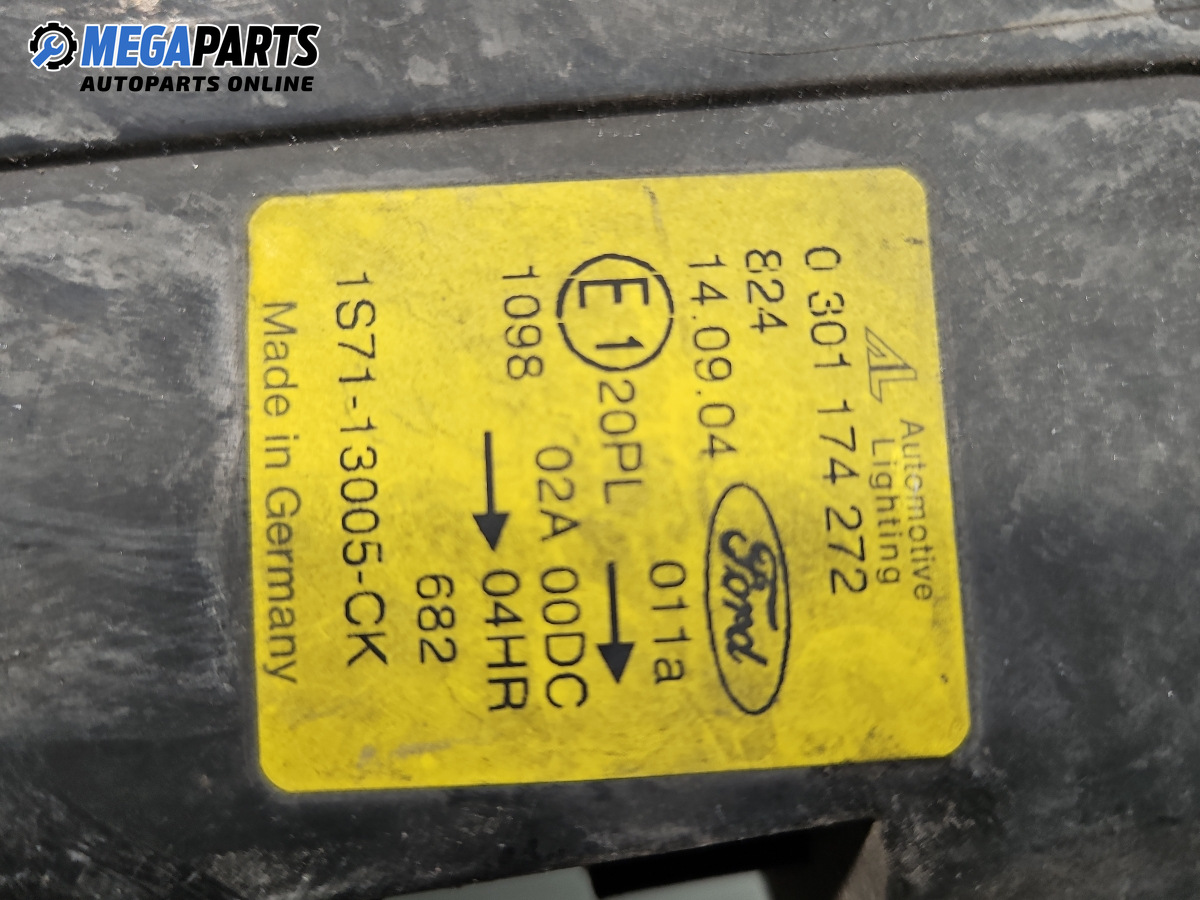 MEGAPARTS
AUTOPARTS ONLINE
AL Automotive
Lighting
0 301 174 272
824
14.09.04
Ford
011a
E1 20PL
1098
02A 00DC
04HR
682
1S71-13005-CK
Made in Germany